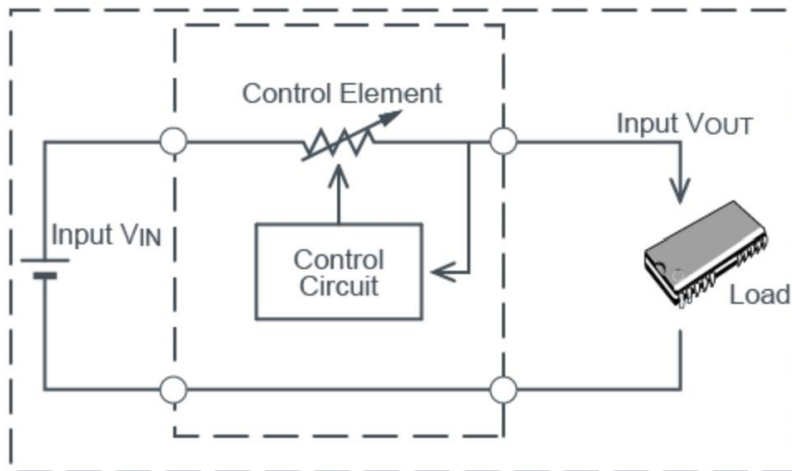 Control Element
Input VOUT
Input VIN
Control
Circuit
Load